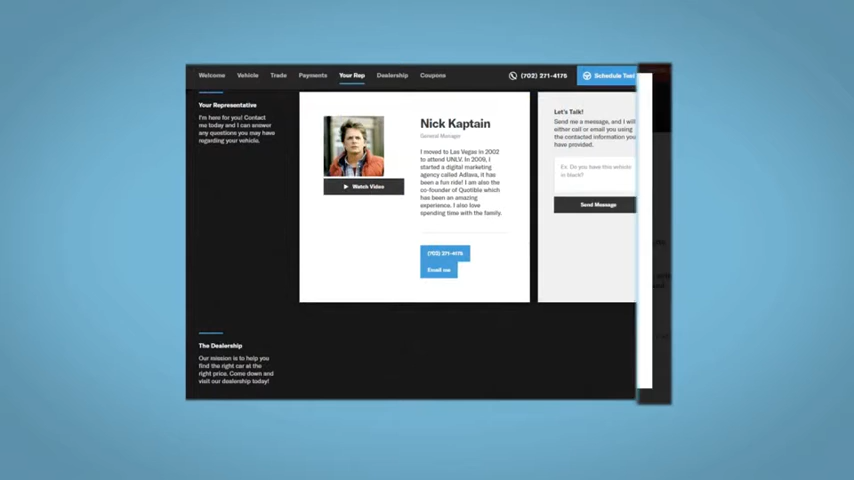 Welcome Vehicle Trade Payments Your Rep Dealership Coupons (702) 271-4175 Schedule Test
Your Representative
I'm here for you! Contact
me today and I can answer
any questions you may have
regarding your vehicle.
Watch Video
Nick Kaptain
General Manager
I moved to Las Vegas in 2002
to attend UNLV. In 2009, I
started a digital marketing
agency called Adlava, it has
been a fun ride! I am also the
co-founder of Quotible which
has been an amazing
experience. I also love
spending time with the family.
(702) 271-4175
Email me
Let's Talk!
Send me a message, and I will
either call or email you using
the contacted information you
have provided.
Ex. Do you have this vehicle
in black?
Send Message
The Dealership
Our mission is to help you
find the right car at the
right price. Come down and
visit our dealership today!